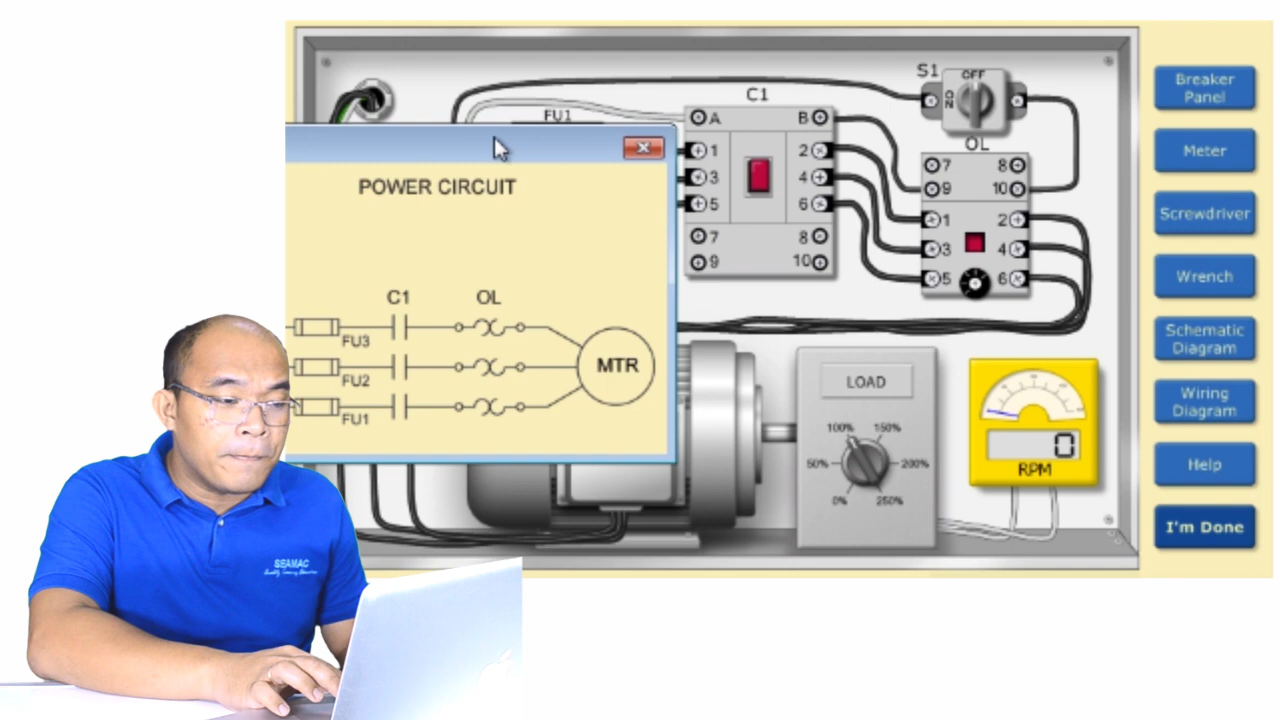 S1
OFF
ON
C1
FU1
A
B
1
2
3
4
5
6
7
8
9
10
OL
7
8
9
10
1
2
3
4
5
6
POWER CIRCUIT
C1
OL
FU3
FU2
FU1
MTR
LOAD
100%
150%
50%
200%
0%
250%
0
RPM
Breaker
Panel
Meter
Screwdriver
Wrench
Schematic
Diagram
Wiring
Diagram
Help
I'm Done
SEAMAC